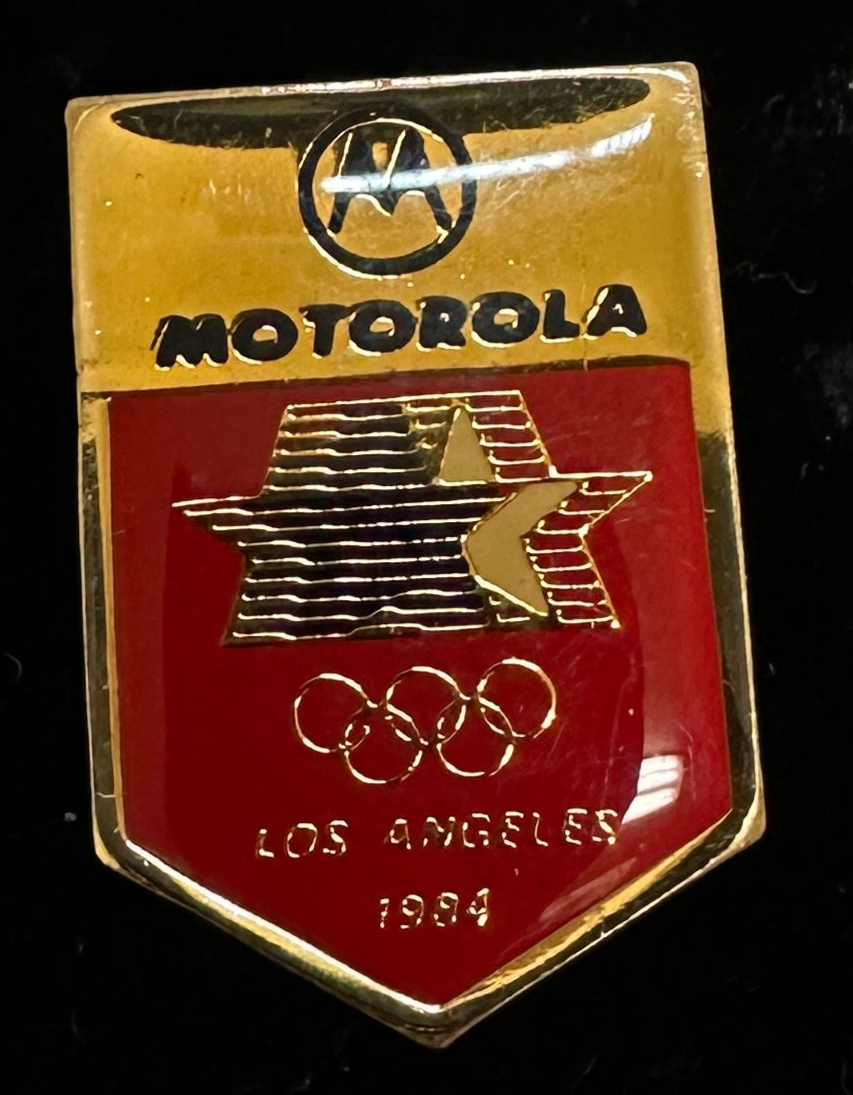 M
MOTOROLA
LOS ANGELES
1984